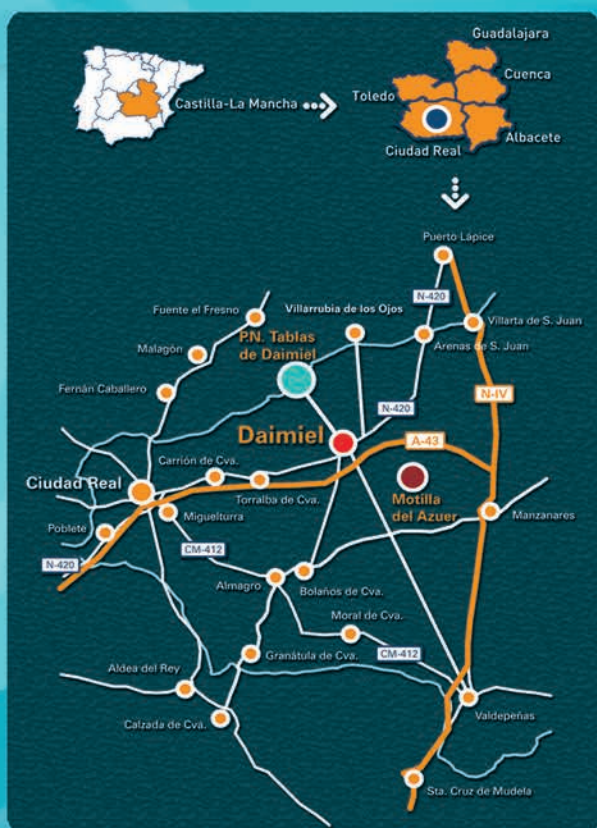 Guadalajara
Cuenca
Toledo
Castilla-La Mancha
Albacete
Ciudad Real
Puerto Lápice
N-420
Fuente el Fresno
Villarrubia de los Ojos
Villarta de S. Juan
P.N. Tablas
de Daimiel
Malagón
Arenas de S. Juan
Fernán Caballero
N-IV
N-420
Daimiel
A-43
Carrión de Cva.
Ciudad Real
Torralba de Cva.
Motilla
del Azuer
Miguelturra
Manzanares
Poblete
CM-412
N-420
Almagro
Bolaños de Cva.
Moral de Cva.
CM-412
Granátula de Cva.
Aldea del Rey
Valdepeñas
Calzada de Cva.
Sta. Cruz de Mudela